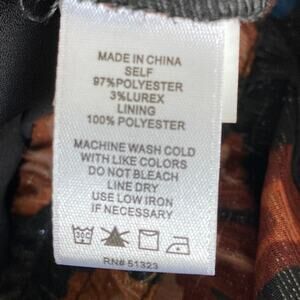 MADE IN CHINA
SELF
97%POLYESTER
3%LUREX
LINING
100% POLYESTER
MACHINE WASH COLD
WITH LIKE COLORS
DO NOT BLEACH
LINE DRY
USE LOW IRON
IF NECESSARY
30C
RN# 51323